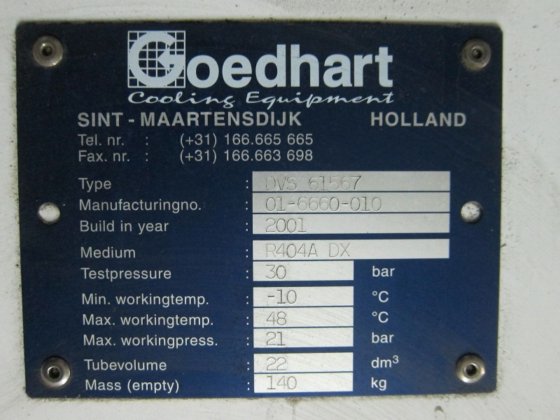 Goedhart
Cooling Equipment
SINT - MAARTENSDIJK HOLLAND
Tel. nr. : (+31) 166.665 665
Fax. nr. : (+31) 166.663 698
Type : DVS 61567
Manufacturingno. : 01-6660-010
Build in year : 2001
Medium : R404A DX
Testpressure : 30 bar
Min. workingtemp. : -10 °C
Max. workingtemp. : 48 °C
Max. workingpress. : 21 bar
Tubevolume : 22 dm³
Mass (empty) : 140 kg